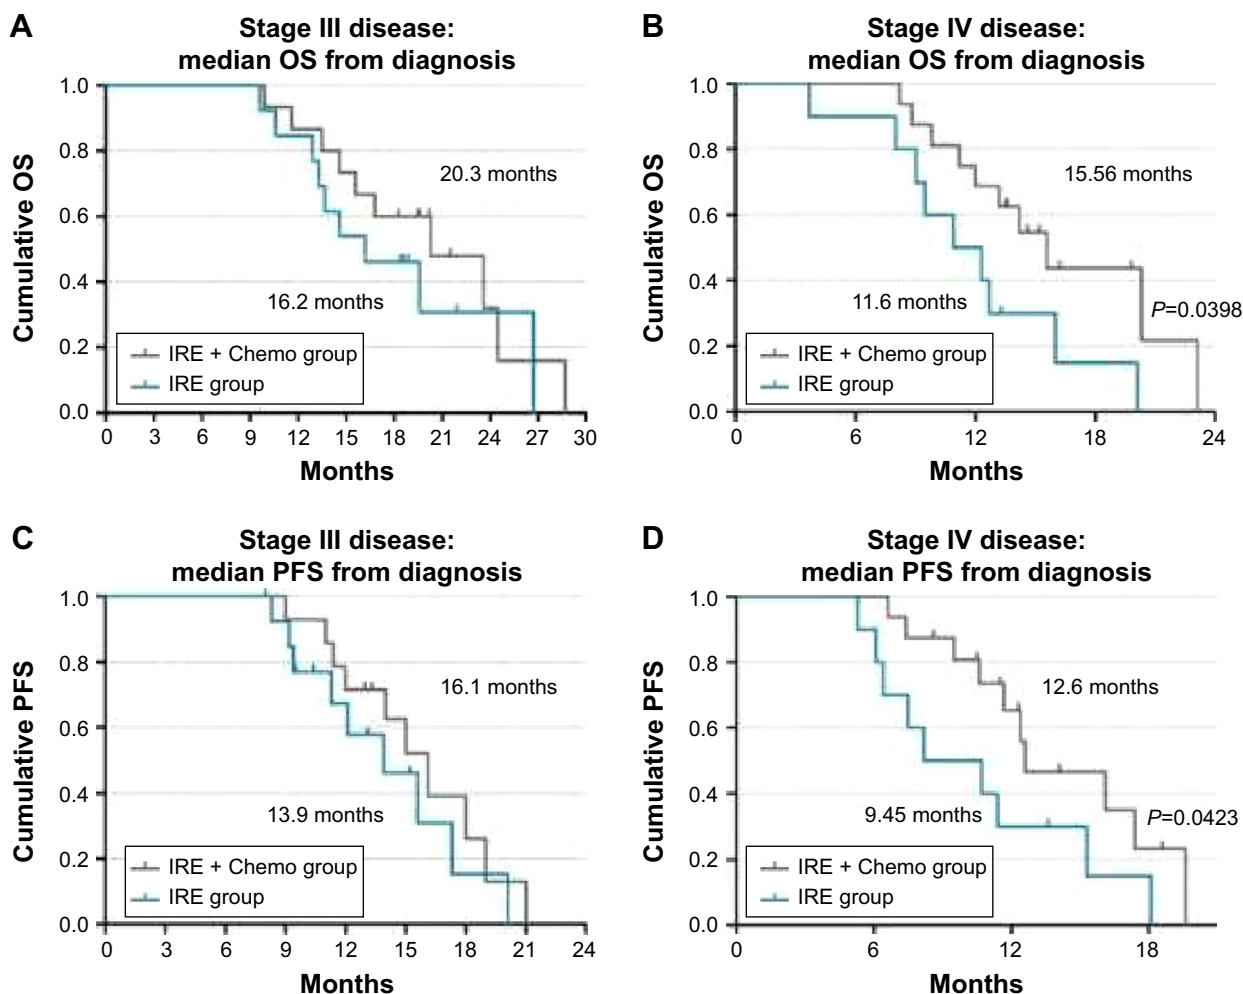 A
Stage III disease:
median OS from diagnosis
Cumulative OS
1.0
0.8
0.6
0.4
0.2
0.0
20.3 months
16.2 months
IRE + Chemo group
IRE group
0 3 6 9 12 15 18 21 24 27 30
Months
B
Stage IV disease:
median OS from diagnosis
Cumulative OS
1.0
0.8
0.6
0.4
0.2
0.0
15.56 months
11.6 months
P=0.0398
IRE + Chemo group
IRE group
0 6 12 18 24
Months
C
Stage III disease:
median PFS from diagnosis
Cumulative PFS
1.0
0.8
0.6
0.4
0.2
0.0
16.1 months
13.9 months
IRE + Chemo group
IRE group
0 3 6 9 12 15 18 21 24
Months
D
Stage IV disease:
median PFS from diagnosis
Cumulative PFS
1.0
0.8
0.6
0.4
0.2
0.0
12.6 months
9.45 months
P=0.0423
IRE + Chemo group
IRE group
0 6 12 18
Months